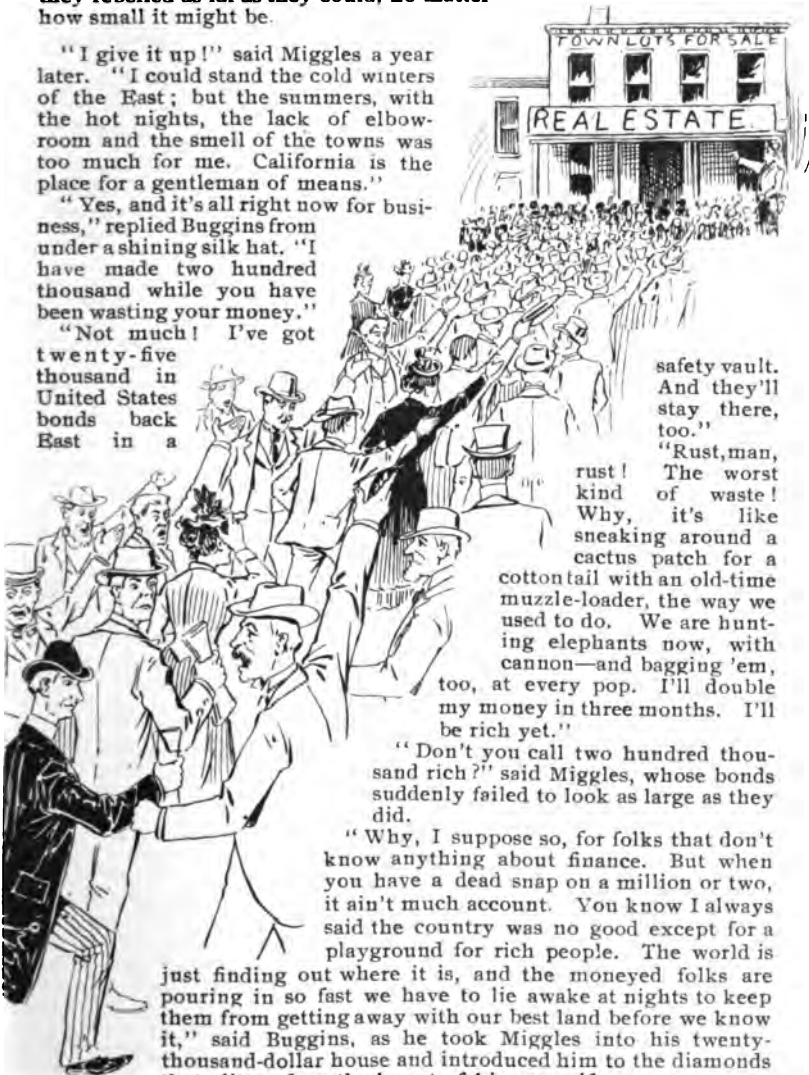 how small it might be.
"I give it up!" said Miggles a year
later. "I could stand the cold winters
of the East; but the summers, with
the hot nights, the lack of elbow-
room and the smell of the towns was
too much for me. California is the
place for a gentleman of means."
"Yes, and it's all right now for busi-
ness," replied Buggins from
under a shining silk hat. "I
have made two hundred
thousand while you have
been wasting your money."
"Not much! I've got
twenty-five
thousand in
United States
bonds back
East in a
TOWN LOTS FOR SALE
REAL ESTATE.
safety vault.
And they'll
stay there,
too."
"Rust, man,
rust! The worst
kind of waste!
Why, it's like
sneaking around a
cactus patch for a
cottontail with an old-time
muzzle-loader, the way we
used to do. We are hunt-
ing elephants now, with
cannon—and bagging 'em,
too, at every pop. I'll double
my money in three months. I'll
be rich yet."
"Don't you call two hundred thou-
sand rich?" said Miggles, whose bonds
suddenly failed to look as large as they
did.
"Why, I suppose so, for folks that don't
know anything about finance. But when
you have a dead snap on a million or two,
it ain't much account. You know I always
said the country was no good except for a
playground for rich people. The world is
just finding out where it is, and the moneyed folks are
pouring in so fast we have to lie awake at nights to keep
them from getting away with our best land before we know
it," said Buggins, as he took Miggles into his twenty-
thousand-dollar house and introduced him to the diamonds